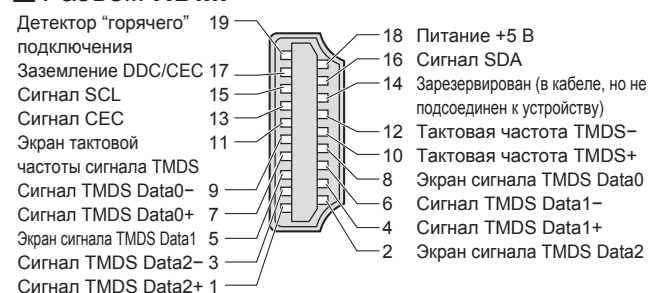 Детектор "горячего" 19
подключения
Заземление DDC/CEC 17
Сигнал SCL 15
Сигнал CEC 13
Экран тактовой 11
частоты сигнала TMDS
Сигнал TMDS Data0− 9
Сигнал TMDS Data0+ 7
Экран сигнала TMDS Data1 5
Сигнал TMDS Data2− 3
Сигнал TMDS Data2+ 1
18 Питание +5 В
16 Сигнал SDA
14 Зарезервирован (в кабеле, но не
подсоединен к устройству)
12 Тактовая частота TMDS−
10 Тактовая частота TMDS+
8 Экран сигнала TMDS Data0
6 Сигнал TMDS Data1−
4 Сигнал TMDS Data1+
2 Экран сигнала TMDS Data2